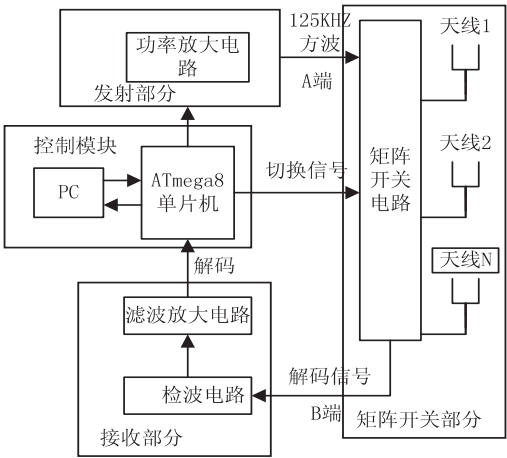 125KHZ
方波
A端
天线1
功率放大电
路
发射部分
控制模块
PC
ATmega8
单片机
切换信号
矩阵
开关
电路
天线2
天线N
解码
滤波放大电路
检波电路
接收部分
解码信号
B端
矩阵开关部分